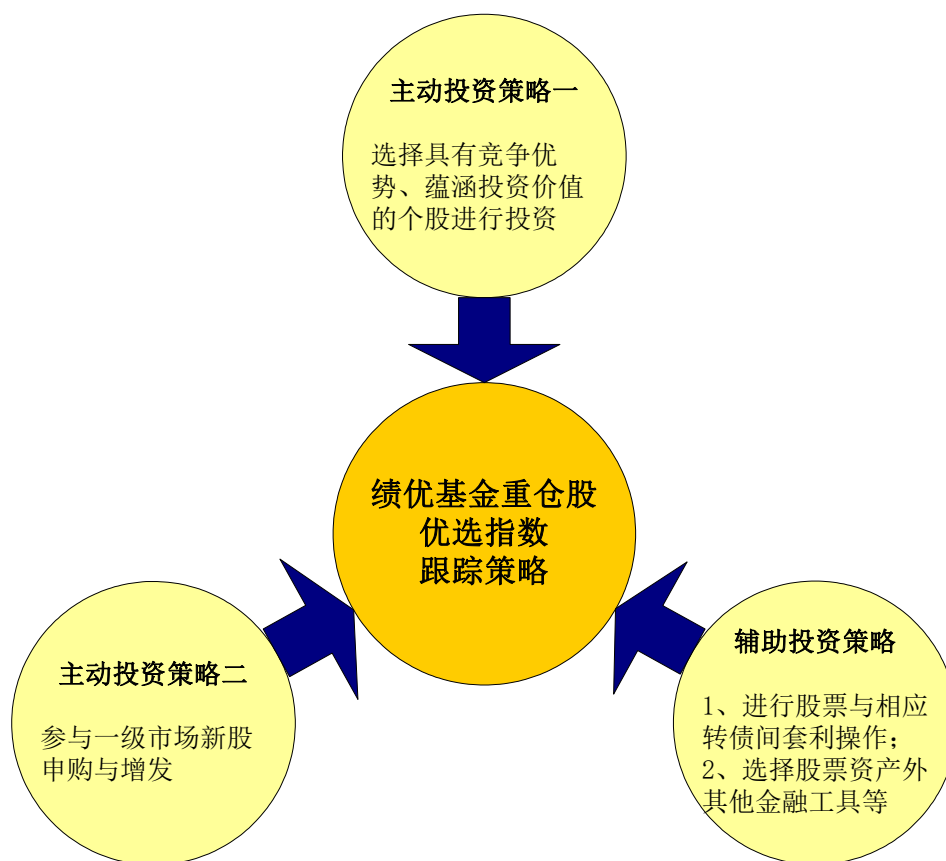 主动投资策略一
选择具有竞争优
势、蕴涵投资价值
的个股进行投资
绩优基金重仓股
优选指数
跟踪策略
主动投资策略二
参与一级市场新股
申购与增发
辅助投资策略
1、进行股票与相应
转债间套利操作；
2、选择股票资产外
其他金融工具等